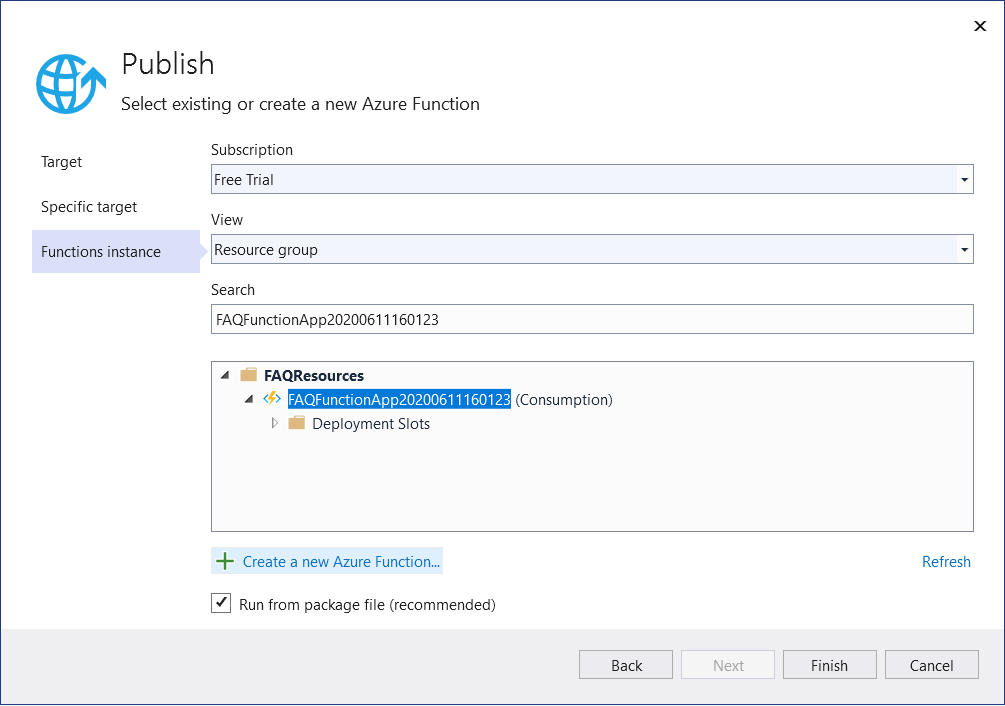 Publish
Select existing or create a new Azure Function
Target
Specific target
Functions instance
Subscription
Free Trial
View
Resource group
Search
FAQFunctionApp20200611160123
FAQResources
FAQFunctionApp20200611160123 (Consumption)
Deployment Slots
Create a new Azure Function...
Refresh
Run from package file (recommended)
Back
Next
Finish
Cancel